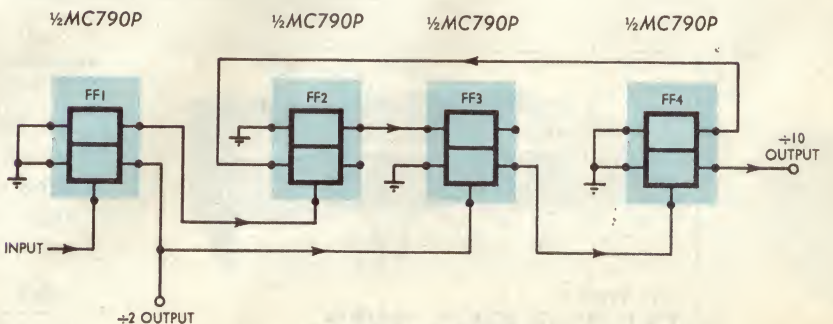 ½MC790P ½MC790P ½MC790P ½MC790P
FF1 FF2 FF3 FF4
÷10
OUTPUT
INPUT
÷2 OUTPUT